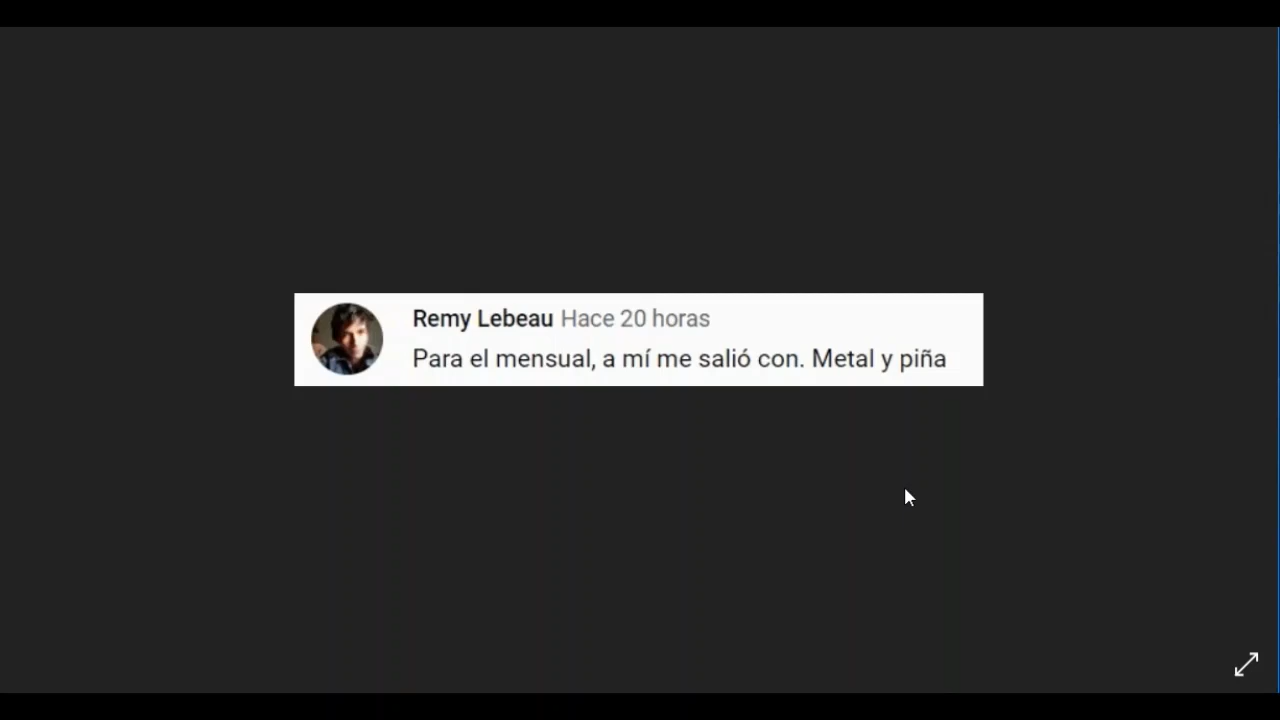 Remy Lebeau Hace 20 horas
Para el mensual, a mí me salió con. Metal y piña